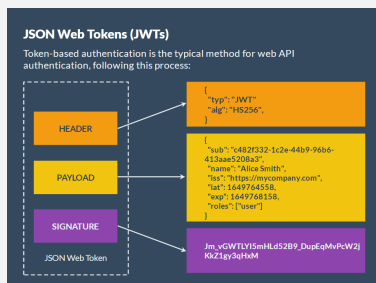 JSON Web Tokens (JWTs)
Token-based authentication is the typical method for web API
authentication, following this process:
HEADER
PAYLOAD
SIGNATURE
JSON Web Token
{
"typ": "JWT"
"alg": "HS256",
}
{
"sub": "c482f332-1c2e-44b9-96b6-
413aae5208a3",
"name": "Alice Smith",
"iss": "https://mycompany.com",
"iat": 1649764558,
"exp": 1649768158,
"roles": ["user"]
}
Jm_vGWTLYI5mHLd52B9_DupEqMvPcW2j
KkZ1gy3qHxM